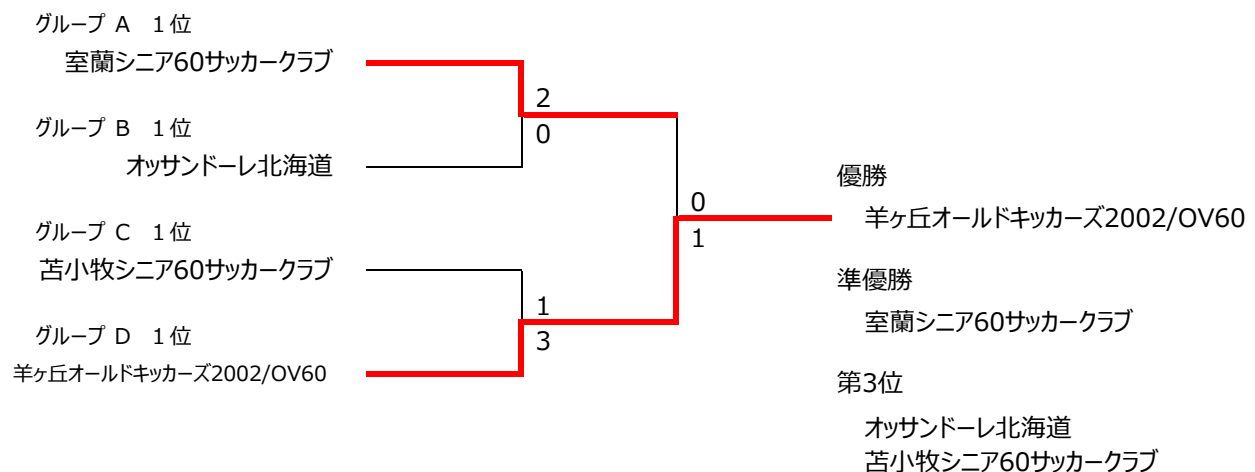 グループ A 1位
室蘭シニア60サッカークラブ
グループ B 1位
オッサンドーレ北海道
グループ C 1位
苫小牧シニア60サッカークラブ
グループ D 1位
羊ヶ丘オールドキッカーズ2002/OV60
2
0
1
3
0
1
優勝
羊ヶ丘オールドキッカーズ2002/OV60
準優勝
室蘭シニア60サッカークラブ
第3位
オッサンドーレ北海道
苫小牧シニア60サッカークラブ